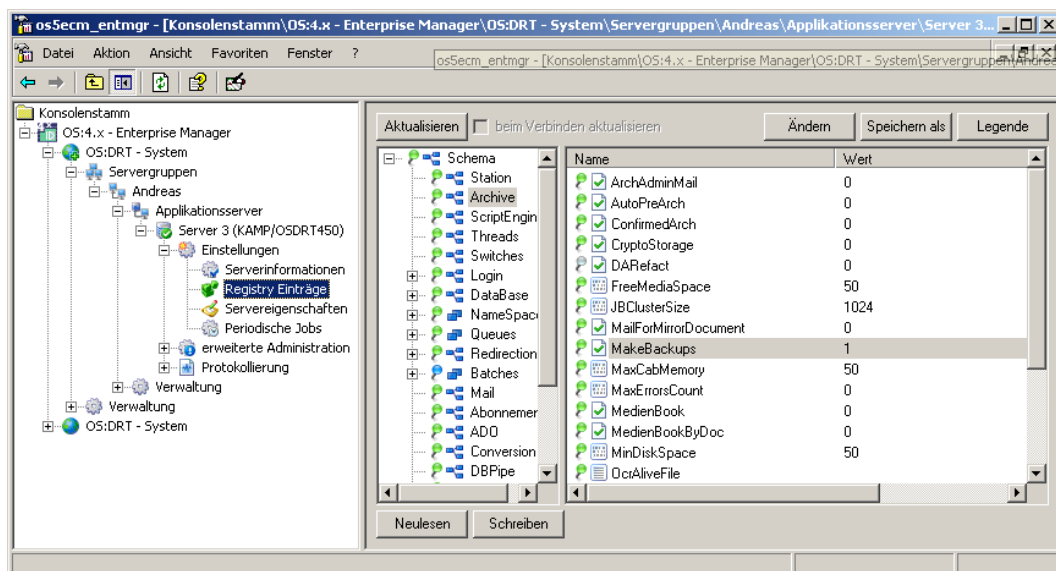 os5ecm_entmgr - [Konsolenstamm\OS:4.x - Enterprise Manager\OS:DRT - System\Servergruppen\Andreas\Applikationsserver\Server 3...
Datei Aktion Ansicht Favoriten Fenster ?
os5ecm_entmgr - [Konsolenstamm\OS:4.x - Enterprise Manager\OS:DRT - System\Servergruppen\Andrea
Konsolenstamm
OS:4.x - Enterprise Manager
OS:DRT - System
Servergruppen
Andreas
Applikationsserver
Server 3 (KAMP/OSDRT450)
Einstellungen
Serverinformationen
Registry Einträge
Servereigenschaften
Periodische Jobs
erweiterte Administration
Protokollierung
Verwaltung
Verwaltung
OS:DRT - System
Aktualisieren beim Verbinden aktualisieren Ändern Speichern als Legende
Schema
Station
Archive
ScriptEngin
Threads
Switches
Login
DataBase
NameSpac
Queues
Redirection
Batches
Mail
Abonnemer
ADO
Conversion
DBPipe
Name Wert
ArchAdminMail 0
AutoPreArch 0
ConfirmedArch 0
CryptoStorage 0
DARefact 0
FreeMediaSpace 50
JBClusterSize 1024
MailForMirrorDocument 0
MakeBackups 1
MaxCabMemory 50
MaxErrorsCount 0
MedienBook 0
MedienBookByDoc 0
MinDiskSpace 50
OcrAliveFile
Neulesen Schreiben